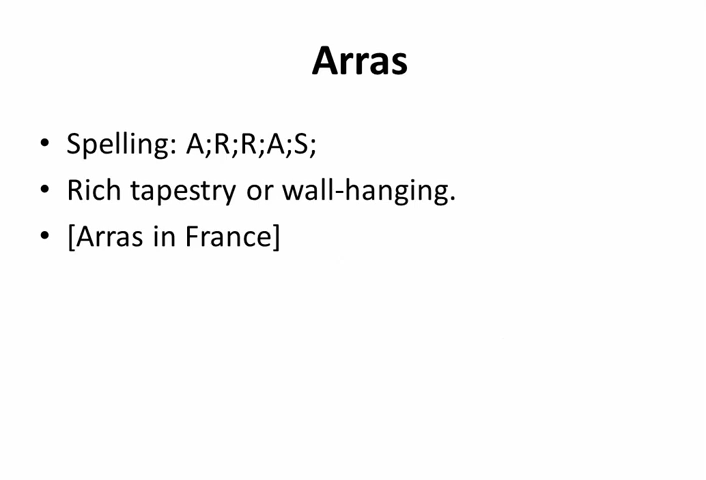 Arras
• Spelling: A;R;R;A;S;
• Rich tapestry or wall-hanging.
• [Arras in France]